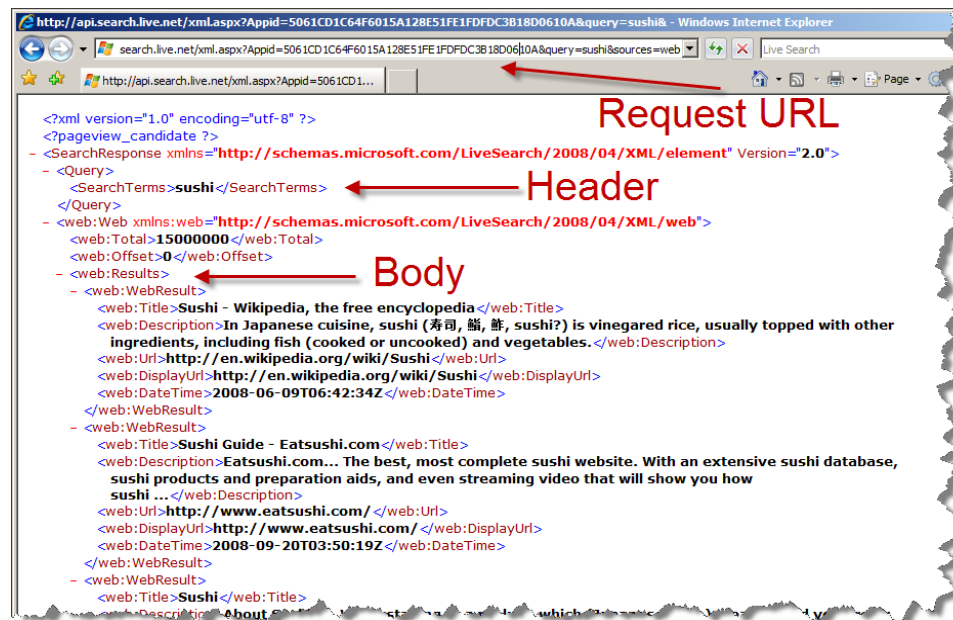 http://api.search.live.net/xml.aspx?Appid=5061CD1C64F6015A128E51FE1FDFDC3B18D0610A&query=sushi& - Windows Internet Explorer
search.live.net/xml.aspx?Appid=5061CD1C64F6015A128E51FE1FDFDC3B18D0610A&query=sushi&sources=web
Live Search
http://api.search.live.net/xml.aspx?Appid=5061CD1...
Page
Request URL
<?xml version="1.0" encoding="utf-8" ?>
<?pageview_candidate ?>
- <SearchResponse xmlns="http://schemas.microsoft.com/LiveSearch/2008/04/XML/element" Version="2.0">
- <Query>
<SearchTerms>sushi</SearchTerms>
Header
</Query>
- <web:Web xmlns:web="http://schemas.microsoft.com/LiveSearch/2008/04/XML/web">
<web:Total>15000000</web:Total>
<web:Offset>0</web:Offset>
- <web:Results>
Body
- <web:WebResult>
<web:Title>Sushi - Wikipedia, the free encyclopedia</web:Title>
<web:Description>In Japanese cuisine, sushi (寿司, 鮨, 鮓, sushi?) is vinegared rice, usually topped with other
ingredients, including fish (cooked or uncooked) and vegetables.</web:Description>
<web:Url>http://en.wikipedia.org/wiki/Sushi</web:Url>
<web:DisplayUrl>http://en.wikipedia.org/wiki/Sushi</web:DisplayUrl>
<web:DateTime>2008-06-09T06:42:34Z</web:DateTime>
</web:WebResult>
- <web:WebResult>
<web:Title>Sushi Guide - Eatsushi.com</web:Title>
<web:Description>Eatsushi.com... The best, most complete sushi website. With an extensive sushi database,
sushi products and preparation aids, and even streaming video that will show you how
sushi ...</web:Description>
<web:Url>http://www.eatsushi.com/</web:Url>
<web:DisplayUrl>http://www.eatsushi.com/</web:DisplayUrl>
<web:DateTime>2008-09-20T03:50:19Z</web:DateTime>
</web:WebResult>
- <web:WebResult>
<web:Title>Sushi</web:Title>
<web:Description>About
which